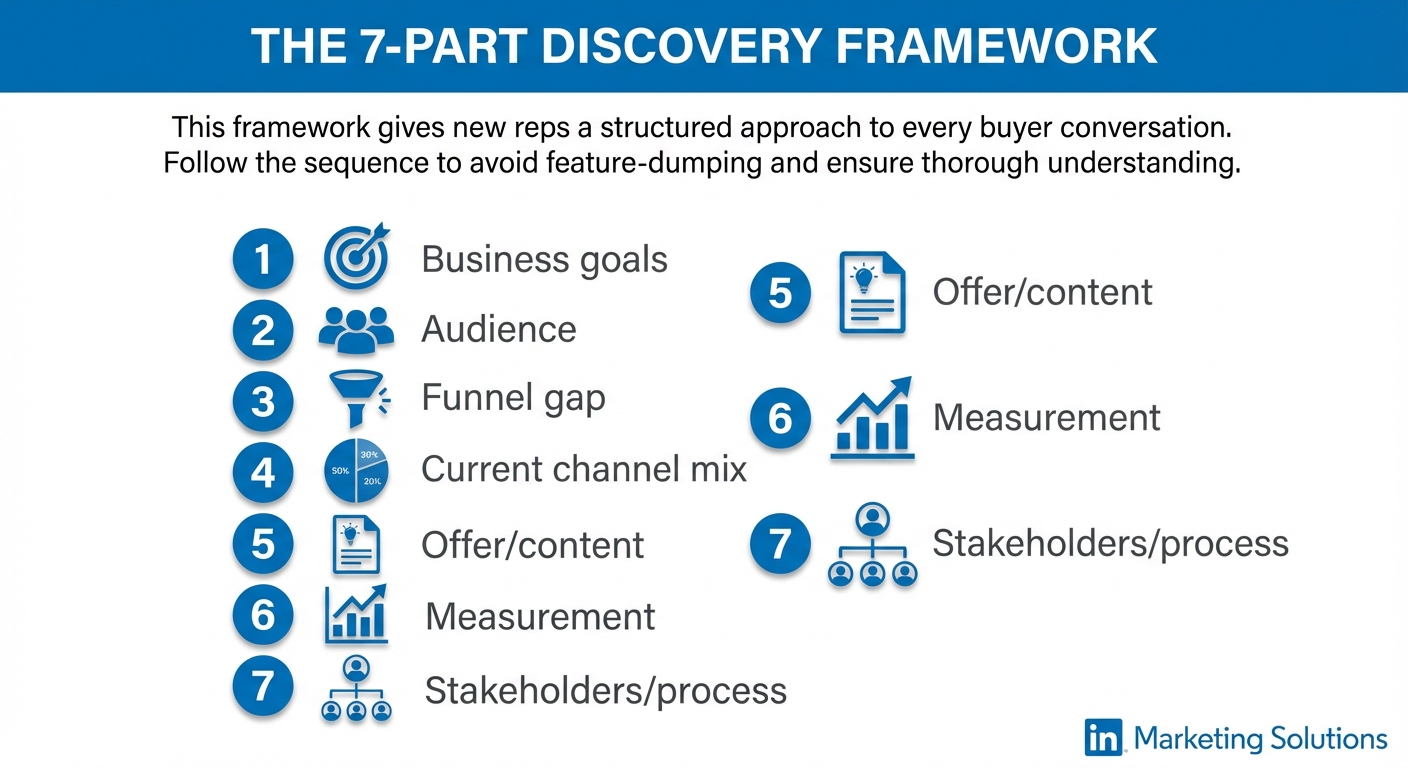 THE 7-PART DISCOVERY FRAMEWORK
This framework gives new reps a structured approach to every buyer conversation.
Follow the sequence to avoid feature-dumping and ensure thorough understanding.
1 Business goals
2 Audience
3 Funnel gap
4 50% 30% 20% Current channel mix
5 Offer/content
6 Measurement
7 Stakeholders/process
5 Offer/content
6 Measurement
7 Stakeholders/process
in Marketing Solutions